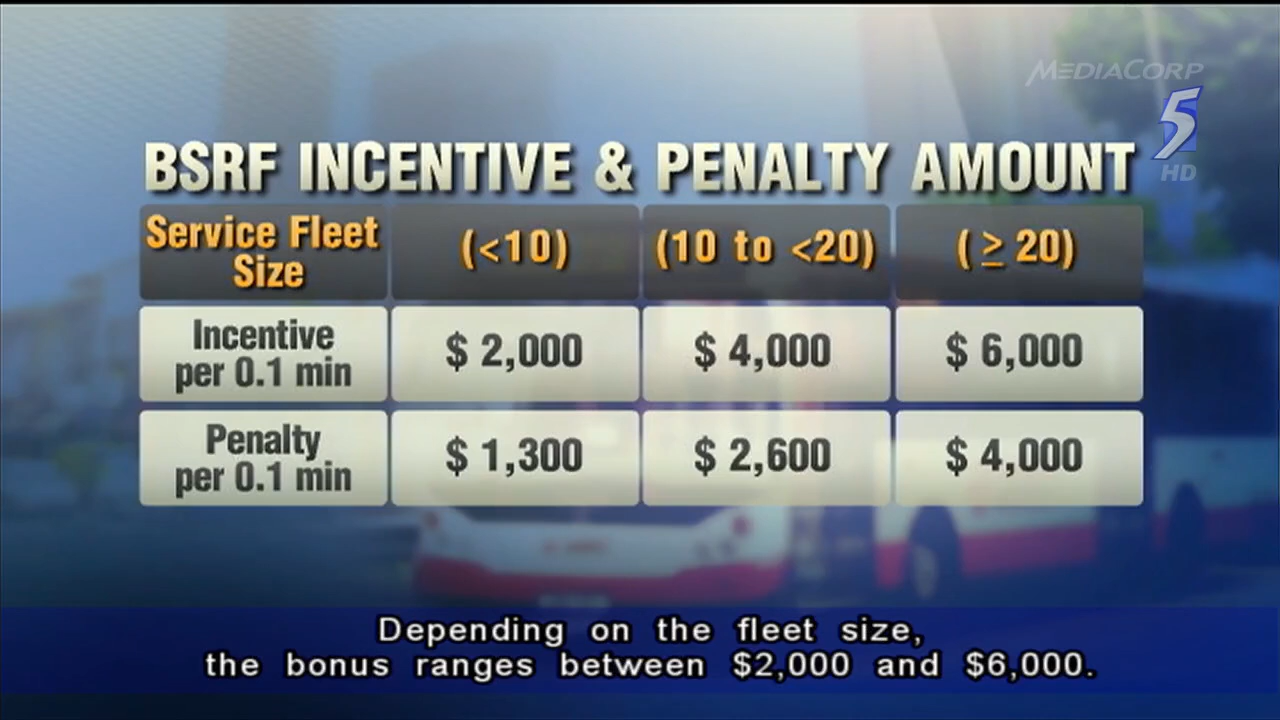 MEDIACORP
5
HD
BSRF INCENTIVE & PENALTY AMOUNT
Service Fleet
Size
(<10)
(10 to <20)
(≥ 20)
Incentive
per 0.1 min
$ 2,000
$ 4,000
$ 6,000
Penalty
per 0.1 min
$ 1,300
$ 2,600
$ 4,000
Depending on the fleet size,
the bonus ranges between $2,000 and $6,000.